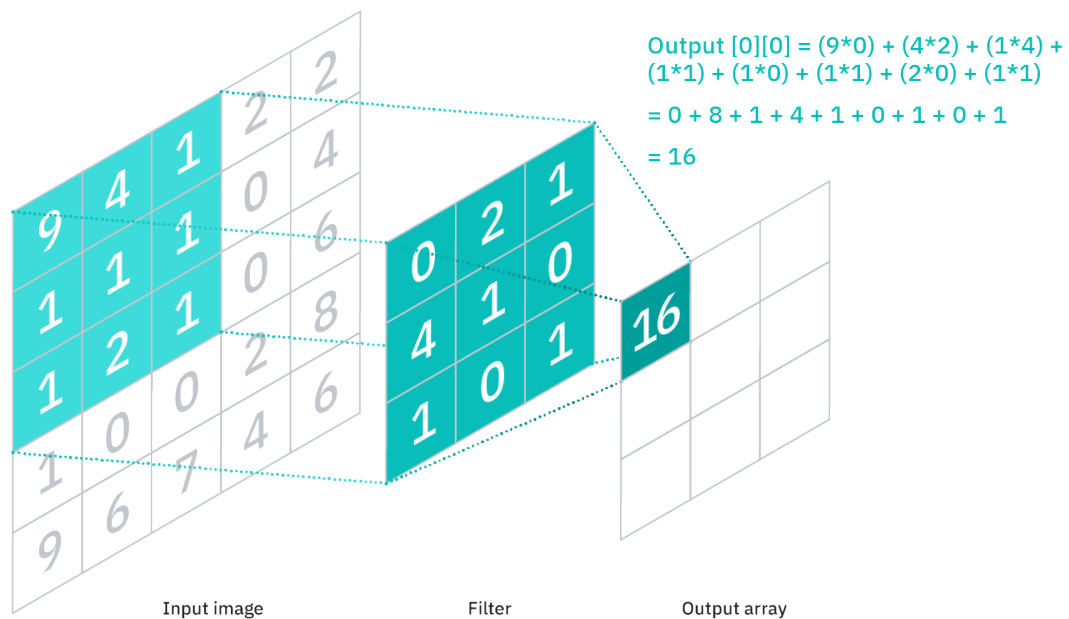 Output [0][0] = (9*0) + (4*2) + (1*4) +
(1*1) + (1*0) + (1*1) + (2*0) + (1*1)
= 0 + 8 + 1 + 4 + 1 + 0 + 1 + 0 + 1
= 16
9 4 1 2 2
1 1 1 0 4
1 2 1 0 6
1 0 0 2 8
9 6 7 4 6
0 2 1
4 1 0
1 0 1
16
Input image
Filter
Output array